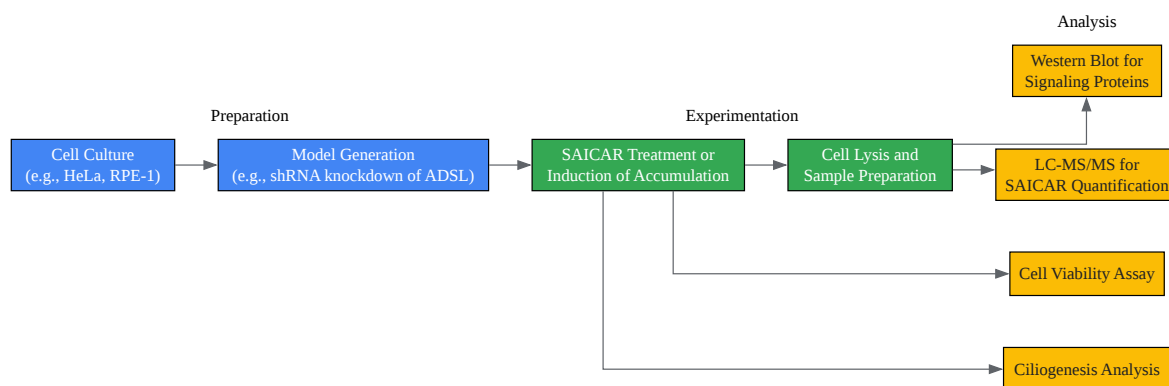 Analysis
Western Blot for
Signaling Proteins
Preparation
Experimentation
Cell Culture
(e.g., HeLa, RPE-1)
Model Generation
(e.g., shRNA knockdown of ADSL)
SAICAR Treatment or
Induction of Accumulation
Cell Lysis and
Sample Preparation
LC-MS/MS for
SAICAR Quantification
Cell Viability Assay
Ciliogenesis Analysis